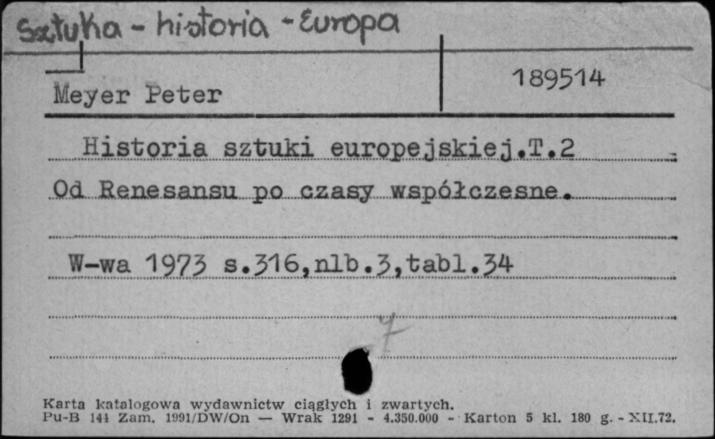 Sztuka - historia - Europa
Meyer Peter
189514
Historia sztuki europejskiej.T.2
Od Renesansu po czasy współczesne.
W-wa 1973 s.316,nlb.3,tabl.34
7
Karta katalogowa wydawnictw ciągłych i zwartych.
Pu-B 141 Zam. 1991/DW/On — Wrak 1291 - 4.350.000 - Karton 5 kl. 180 g. - XII.72.